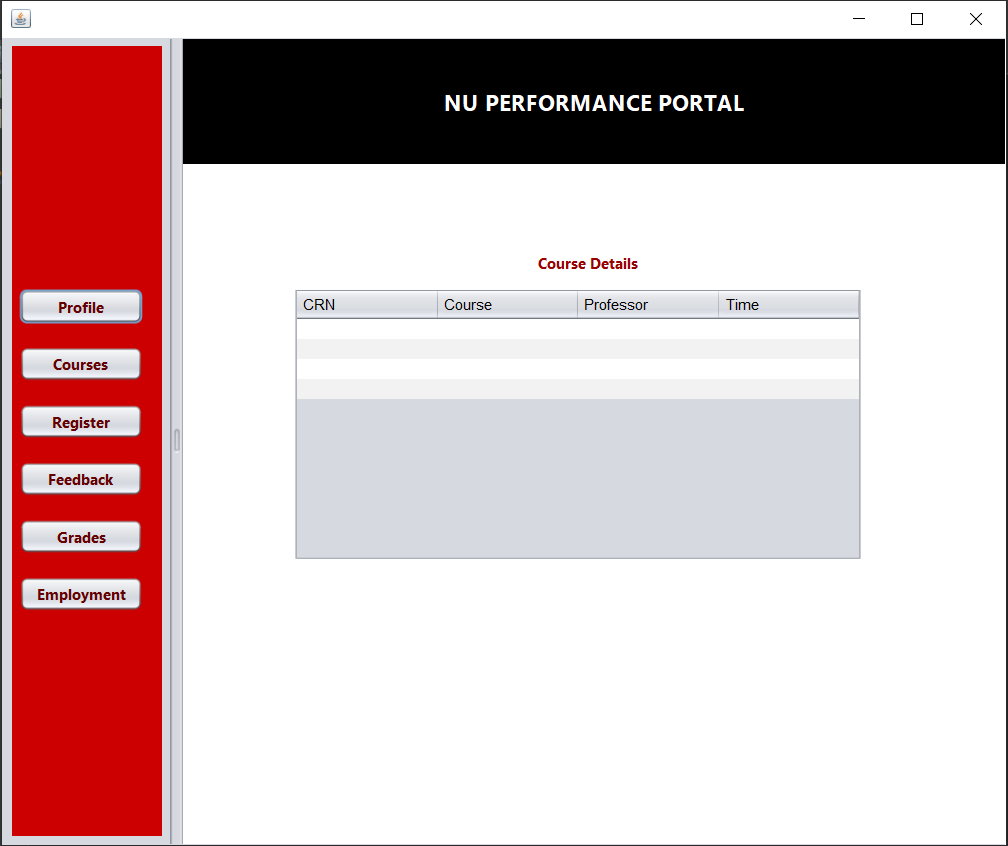 NU PERFORMANCE PORTAL
Profile
Courses
Register
Feedback
Grades
Employment
Course Details
CRN Course Professor Time